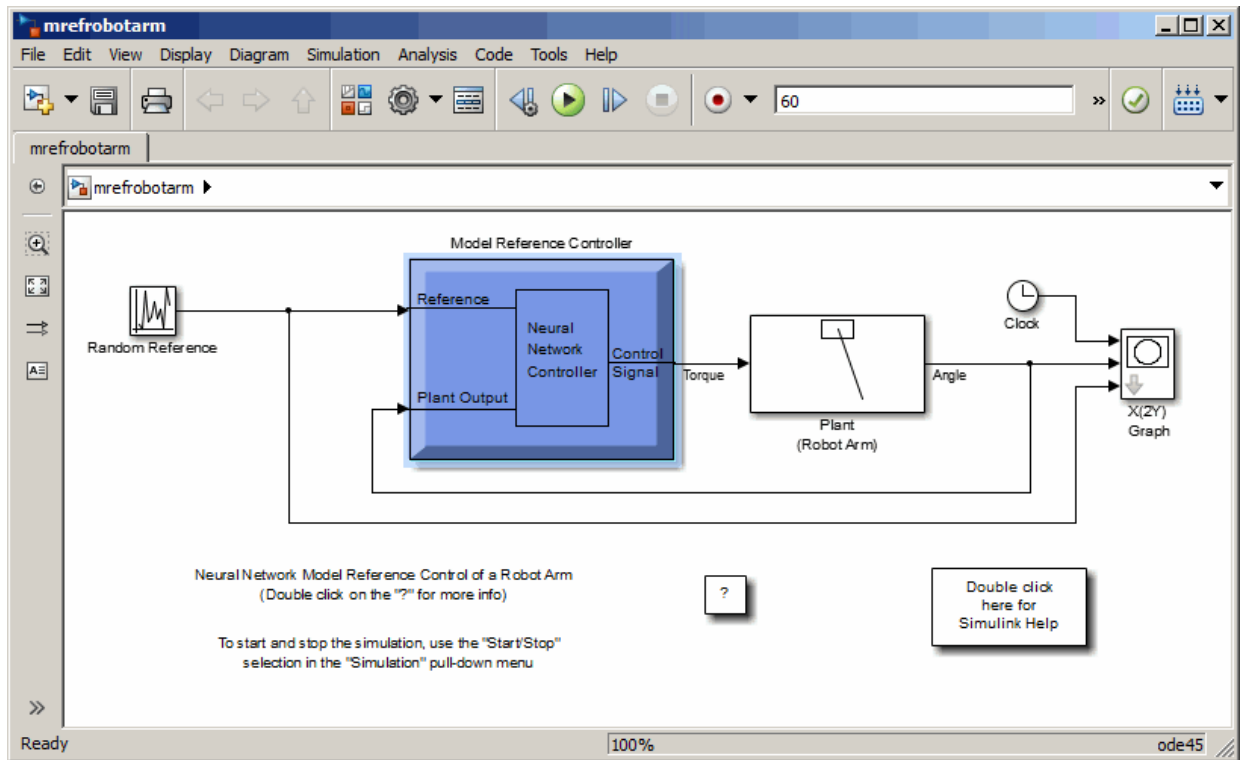 mrefrobotarm
File Edit View Display Diagram Simulation Analysis Code Tools Help
60
»
mrefrobotarm
mrefrobotarm
Model Reference Controller
Reference
Neural
Network
Controller
Control
Signal
Plant Output
Random Reference
Torque
Plant
(Robot Arm)
Angle
Clock
X(2Y)
Graph
Neural Network Model Reference Control of a Robot Arm
(Double click on the "?" for more info)
?
Double click
here for
Simulink Help
To start and stop the simulation, use the "Start/Stop"
selection in the "Simulation" pull-down menu
A
»
Ready
100%
ode45